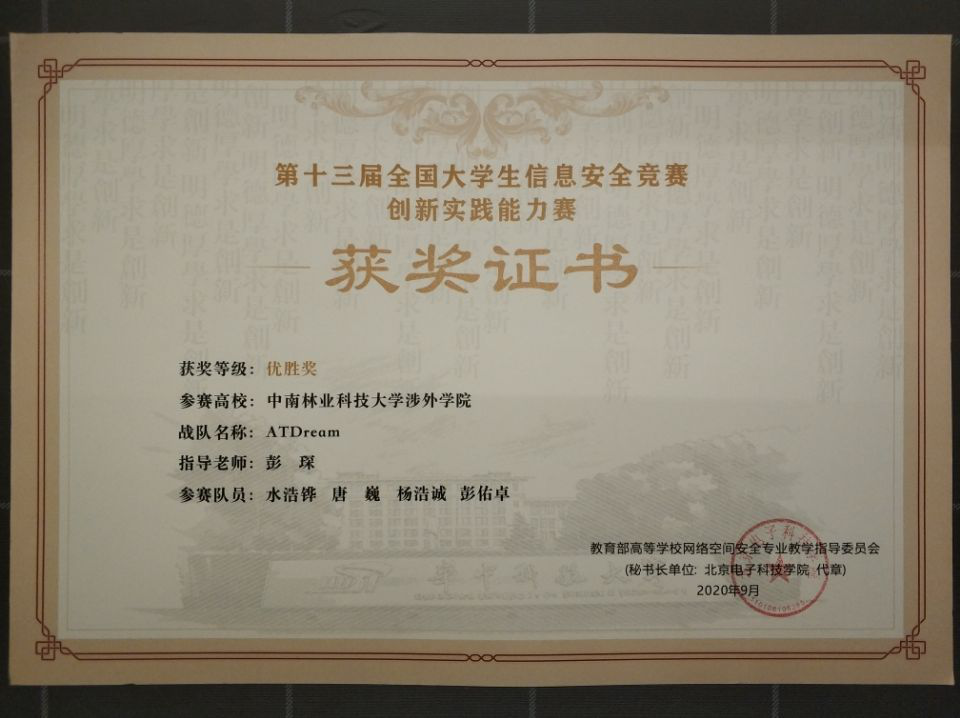 第十三届全国大学生信息安全竞赛
创新实践能力赛
获奖证书
获奖等级：优胜奖
参赛高校：中南林业科技大学涉外学院
战队名称：ATDream
指导老师：彭　琛
参赛队员：水浩铧　唐　巍　杨浩诚　彭佑卓
教育部高等学校网络空间安全专业教学指导委员会
(秘书长单位: 北京电子科技学院 代章)
2020年9月